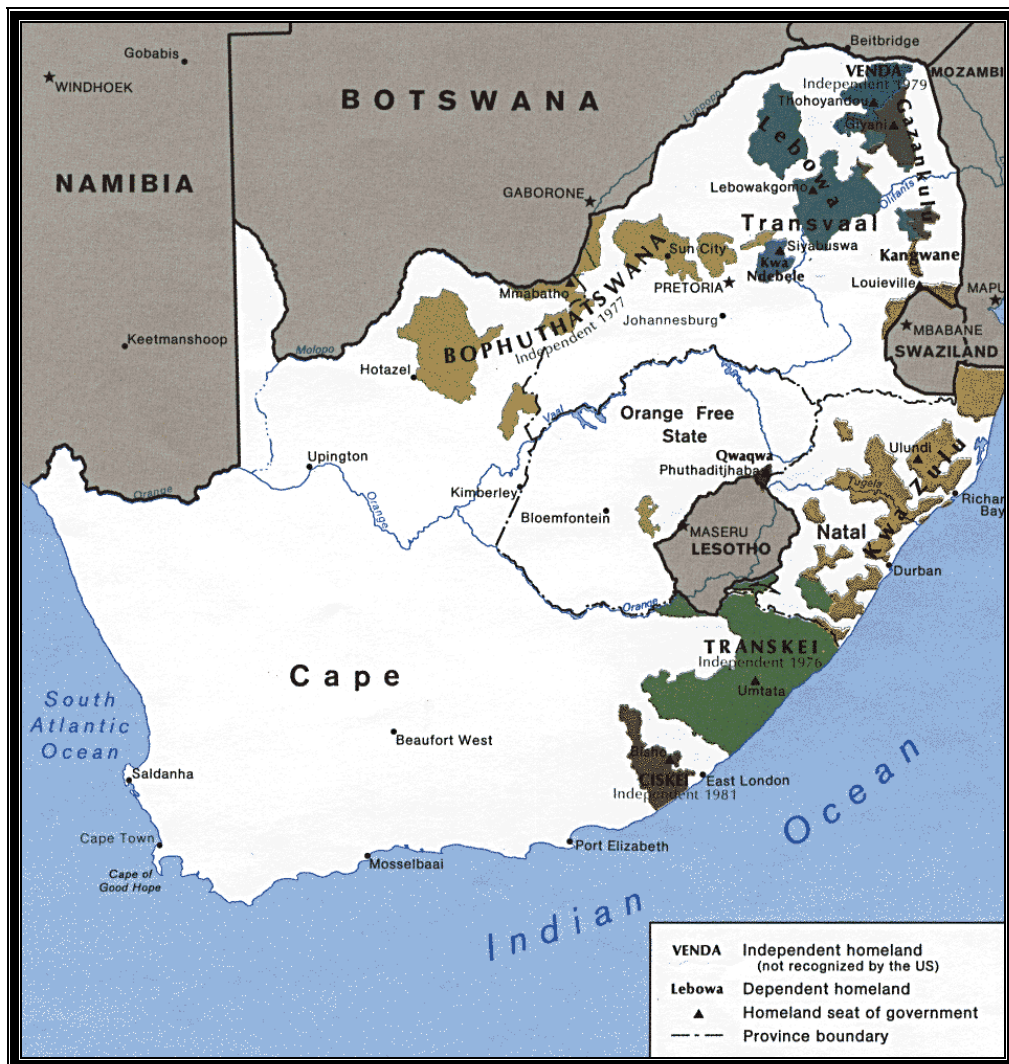 Gobabis
WINDHOEK
BOTSWANA
NAMIBIA
GABORONE
Limpopo
Beitbridge
VENDA
Independent 1979
MOZAMBI
Thohoyandou
Giyani
Gazankulu
Lebowa
Lebowakgomo
Olifants
Transvaal
Siyabuswa
Kwa
Ndebele
Kangwane
Louieville
MAPU
Sun City
PRETORIA
Mmabatho
BOPHUTHATSWANA
Independent 1977
Johannesburg
MBABANE
SWAZILAND
Keetmanshoop
Molopo
Hotazel
Vaal
Orange Free
State
Qwaqwa
Phuthaditjhaba
Ulundi
Kwa Zulu
Tugela
Richar
Bay
Upington
Orange
Orange
Kimberley
Bloemfontein
MASERU
LESOTHO
Natal
Durban
Orange
TRANSKEI
Independent 1976
Umtata
Cape
South
Atlantic
Ocean
Beaufort West
Bisho
CISKEI
Independent 1981
East London
Saldanha
Cape Town
Cape of
Good Hope
Mosselbaai
Port Elizabeth
Indian Ocean
VENDA Independent homeland
(not recognized by the US)
Lebowa Dependent homeland
Homeland seat of government
Province boundary